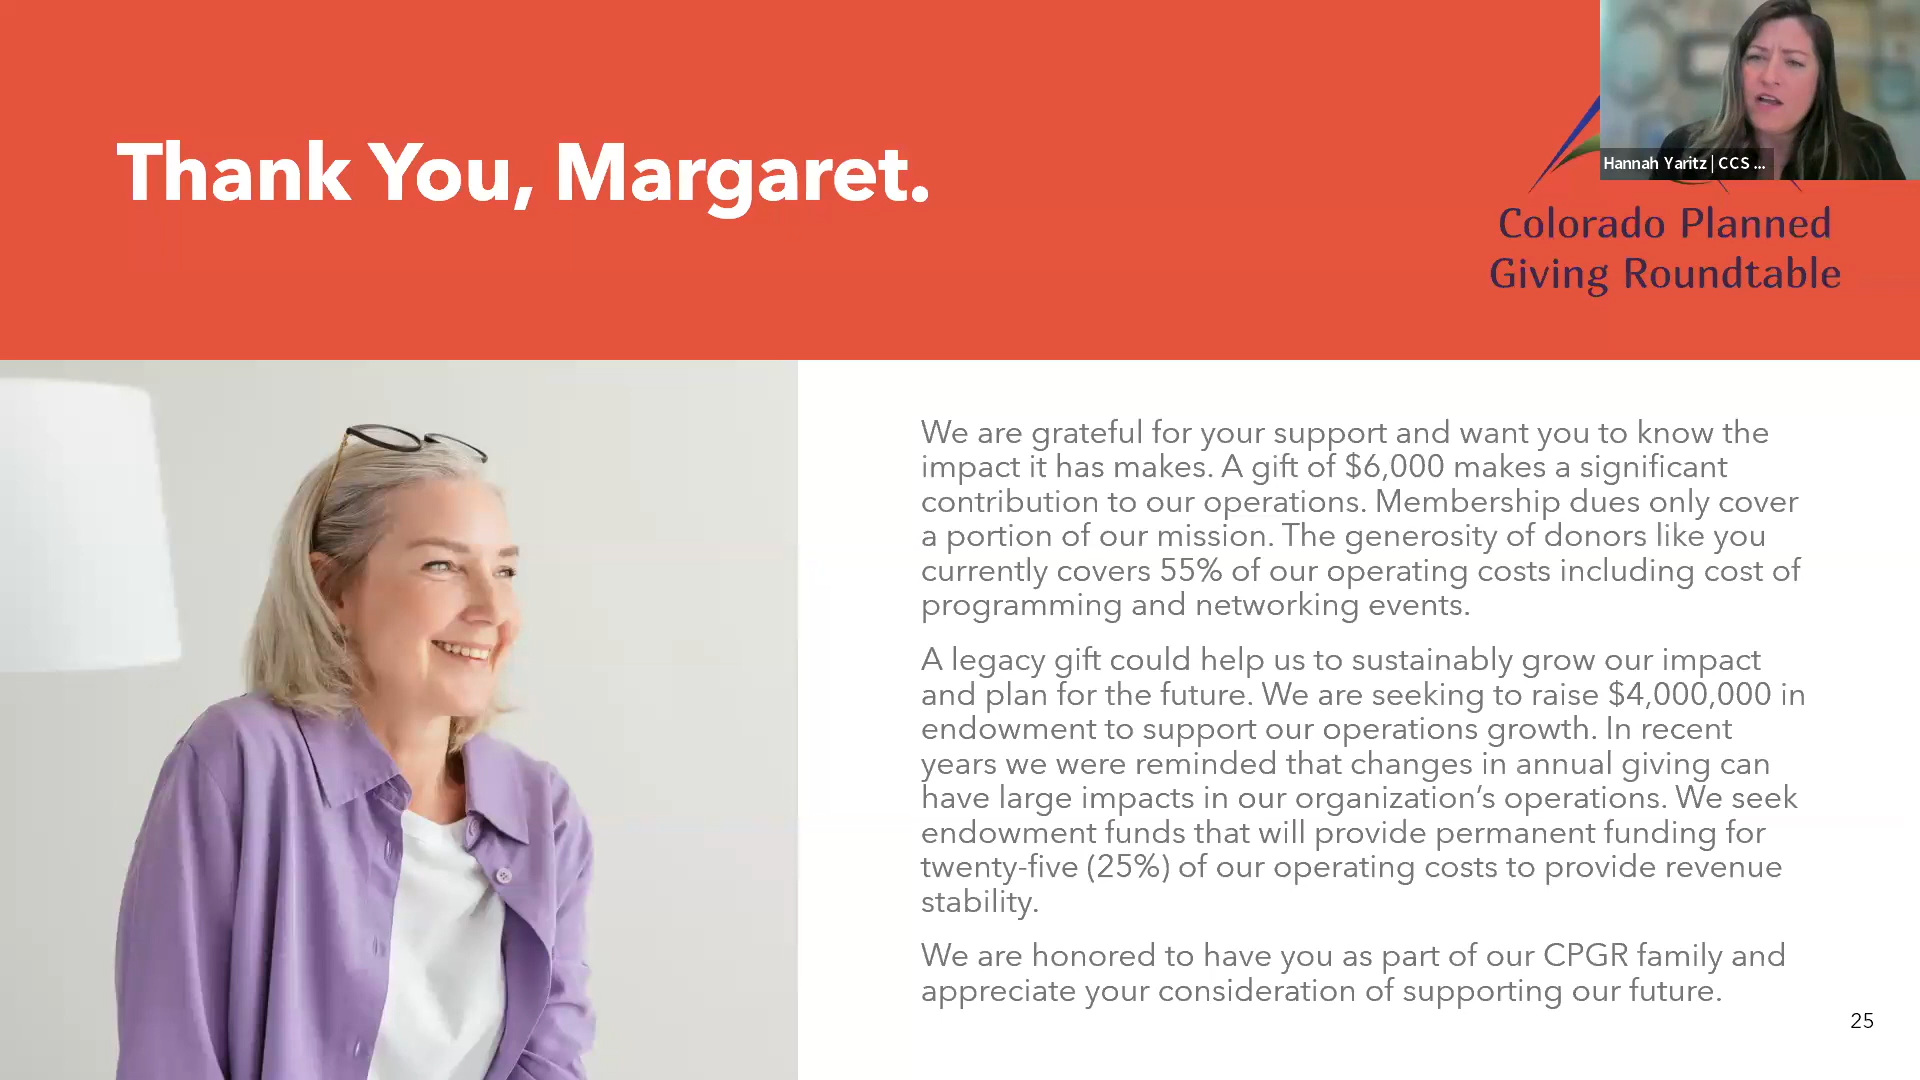 Thank You, Margaret.
Hannah Yaritz | CCS ...
Colorado Planned
Giving Roundtable
We are grateful for your support and want you to know the
impact it has makes. A gift of $6,000 makes a significant
contribution to our operations. Membership dues only cover
a portion of our mission. The generosity of donors like you
currently covers 55% of our operating costs including cost of
programming and networking events.
A legacy gift could help us to sustainably grow our impact
and plan for the future. We are seeking to raise $4,000,000 in
endowment to support our operations growth. In recent
years we were reminded that changes in annual giving can
have large impacts in our organization’s operations. We seek
endowment funds that will provide permanent funding for
twenty-five (25%) of our operating costs to provide revenue
stability.
We are honored to have you as part of our CPGR family and
appreciate your consideration of supporting our future.
25